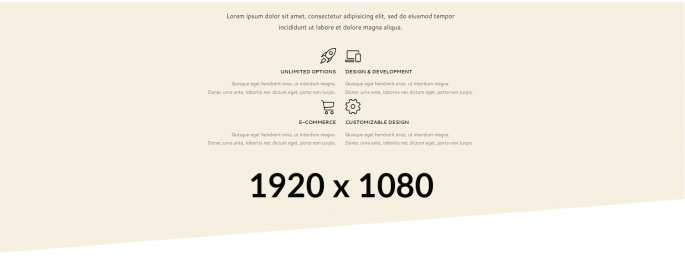 Lorem ipsum dolor sit amet, consectetur adipisicing elit, sed do eiusmod tempor
incididunt ut labore et dolore magna aliqua.
UNLIMITED OPTIONS
Quisque eget hendrerit eros, ut interdum magna.
Donec urna ante, lobortis nec dictum eget, porta non turpis.
DESIGN & DEVELOPMENT
Quisque eget hendrerit eros, ut interdum magna.
Donec urna ante, lobortis nec dictum eget, porta non turpis.
E-COMMERCE
Quisque eget hendrerit eros, ut interdum magna.
Donec urna ante, lobortis nec dictum eget, porta non turpis.
CUSTOMIZABLE DESIGN
Quisque eget hendrerit eros, ut interdum magna.
Donec urna ante, lobortis nec dictum eget, porta non turpis.
1920 x 1080